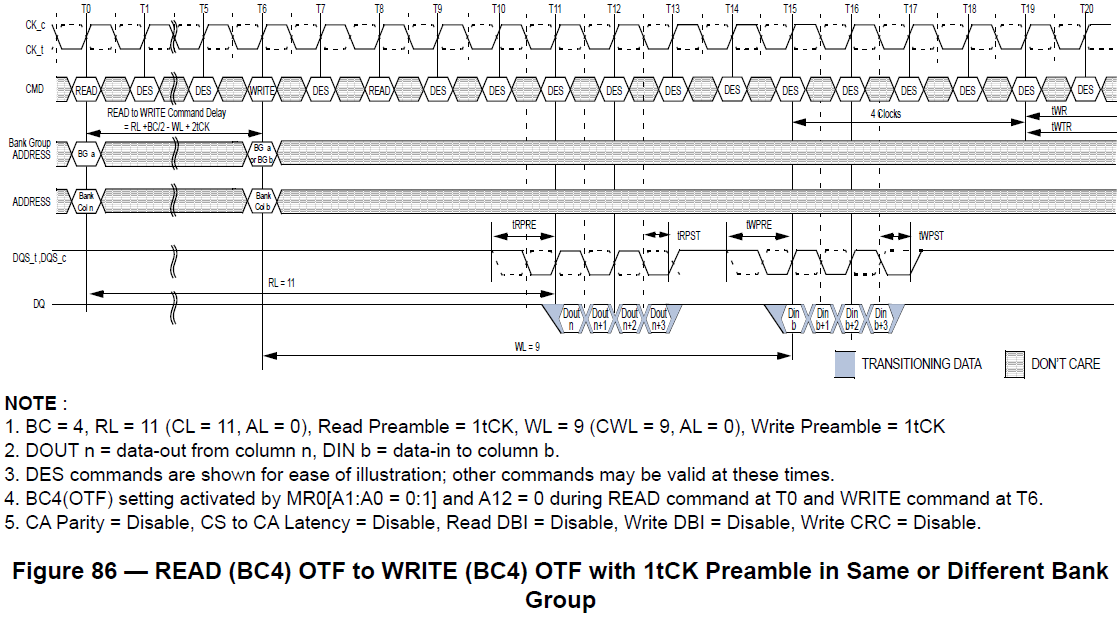 T0 T1 T5 T6 T7 T8 T9 T10 T11 T12 T13 T14 T15 T16 T17 T18 T19 T20
CK_c
CK_t
CMD READ DES DES WRITE DES READ DES DES DES DES DES DES DES DES DES DES DES DES
READ to WRITE Command Delay
= RL +BC/2 - WL + 2tCK
4 Clocks
tWR
tWTR
Bank Group
ADDRESS
BG a
BG a
or BG b
ADDRESS
Bank
Col n
Bank
Col b
tRPRE
tRPST
tWPRE
tWPST
DQS_t ,DQS_c
RL = 11
DQ
Dout
n
Dout
n+1
Dout
n+2
Dout
n+3
Din
b
Din
b+1
Din
b+2
Din
b+3
WL = 9
TRANSITIONING DATA
DON'T CARE
NOTE :
1. BC = 4, RL = 11 (CL = 11, AL = 0), Read Preamble = 1tCK, WL = 9 (CWL = 9, AL = 0), Write Preamble = 1tCK
2. DOUT n = data-out from column n, DIN b = data-in to column b.
3. DES commands are shown for ease of illustration; other commands may be valid at these times.
4. BC4(OTF) setting activated by MR0[A1:A0 = 0:1] and A12 = 0 during READ command at T0 and WRITE command at T6.
5. CA Parity = Disable, CS to CA Latency = Disable, Read DBI = Disable, Write DBI = Disable, Write CRC = Disable.
Figure 86 — READ (BC4) OTF to WRITE (BC4) OTF with 1tCK Preamble in Same or Different Bank
Group